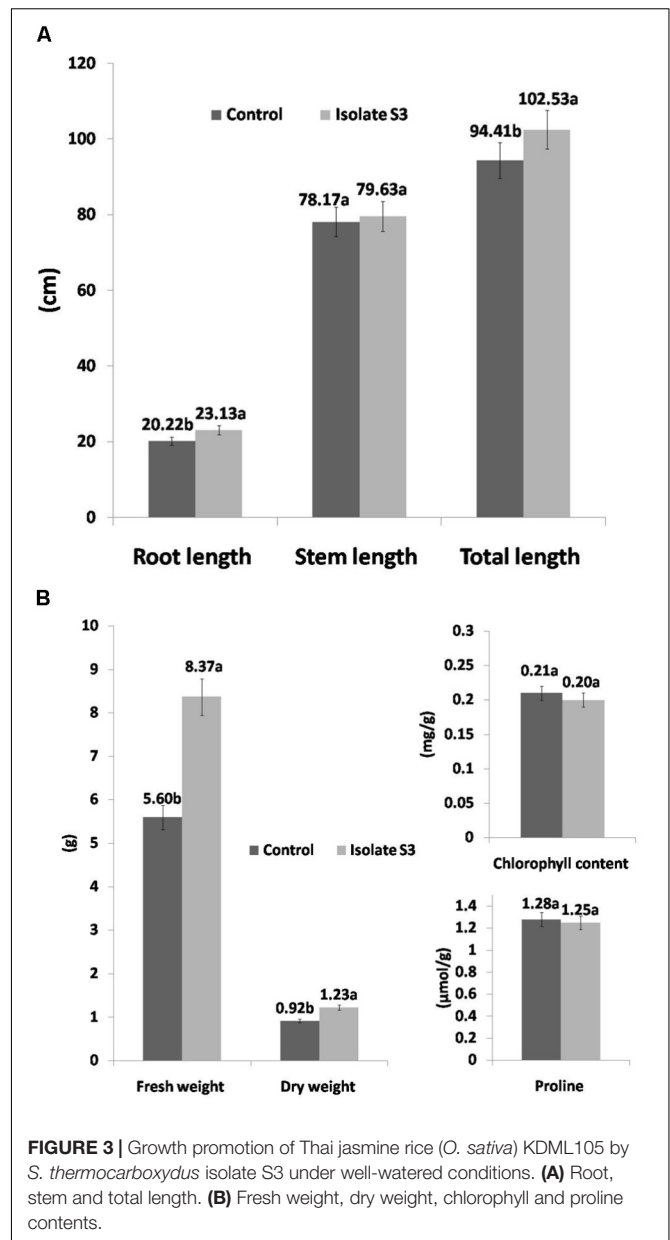 A
120
100
80
60
40
20
0
(cm)
Control Isolate S3
20.22b 23.13a
78.17a 79.63a
94.41b 102.53a
Root length Stem length Total length
B
10
9
8
7
6
5
4
3
2
1
0
(g)
5.60b 8.37a
0.92b 1.23a
Control Isolate S3
Fresh weight Dry weight
0.3
0.25
0.2
0.15
0.1
0.05
0
(mg/g)
0.21a 0.20a
Chlorophyll content
1.4
1.2
1
0.8
0.6
0.4
0.2
0
(μmol/g)
1.28a 1.25a
Proline
FIGURE 3 | Growth promotion of Thai jasmine rice (O. sativa) KDML105 by
S. thermocarboxydus isolate S3 under well-watered conditions. (A) Root,
stem and total length. (B) Fresh weight, dry weight, chlorophyll and proline
contents.